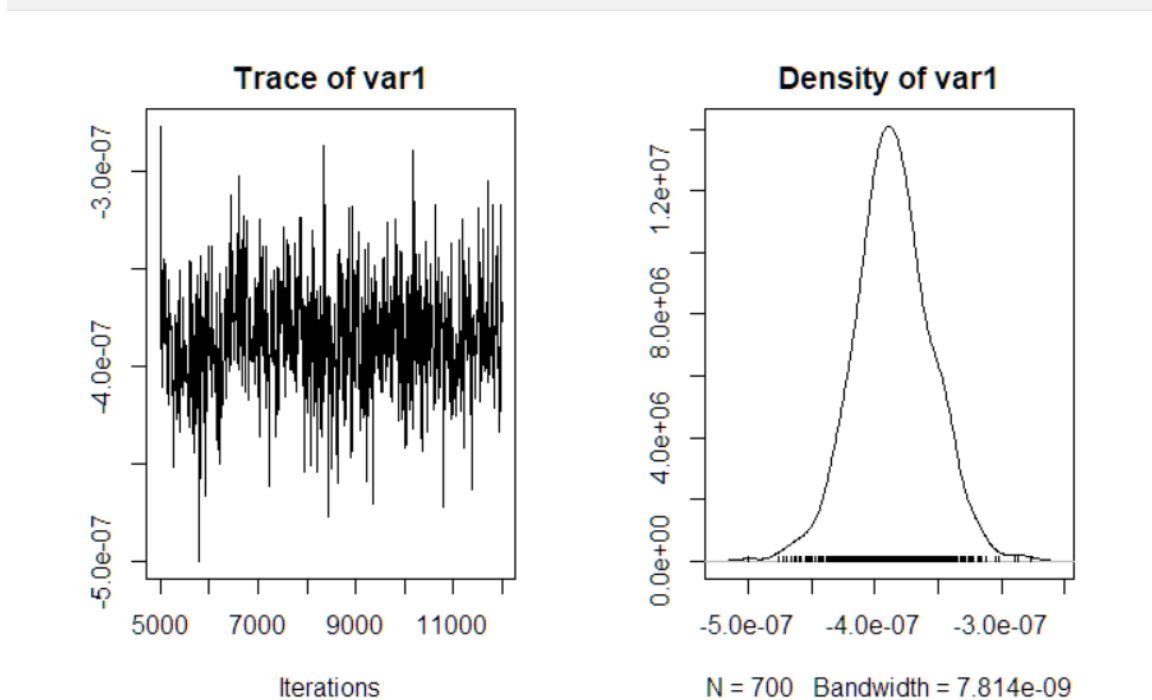 Trace of var1
-3.0e-07
-4.0e-07
-5.0e-07
5000 7000 9000 11000
Iterations
Density of var1
1.2e+07
8.0e+06
4.0e+06
0.0e+00
-5.0e-07 -4.0e-07 -3.0e-07
N = 700 Bandwidth = 7.814e-09